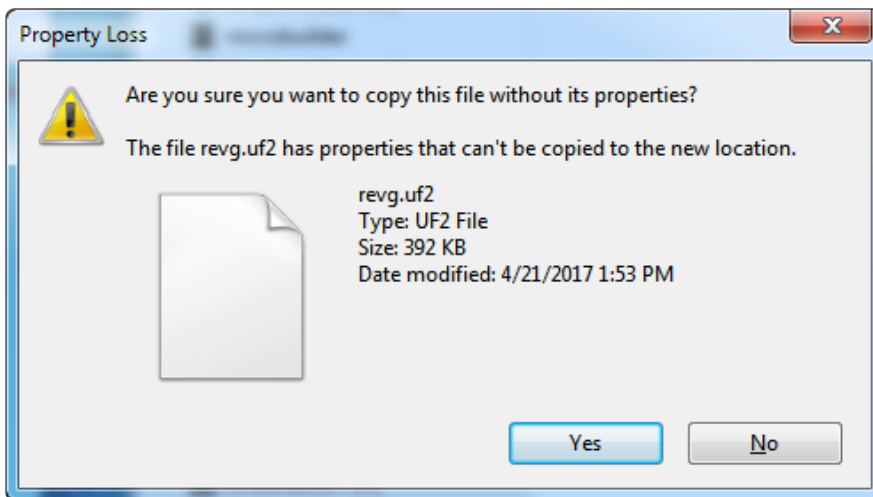 Property Loss
Are you sure you want to copy this file without its properties?
The file revg.uf2 has properties that can't be copied to the new location.
revg.uf2
Type: UF2 File
Size: 392 KB
Date modified: 4/21/2017 1:53 PM
Yes
No